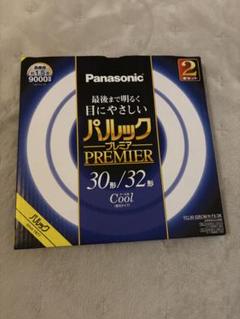 Panasonic
2
最後まで明るく
目にやさしい
9000
パルック
プレミア
PREMIER
30形/32形
Cool
パルック